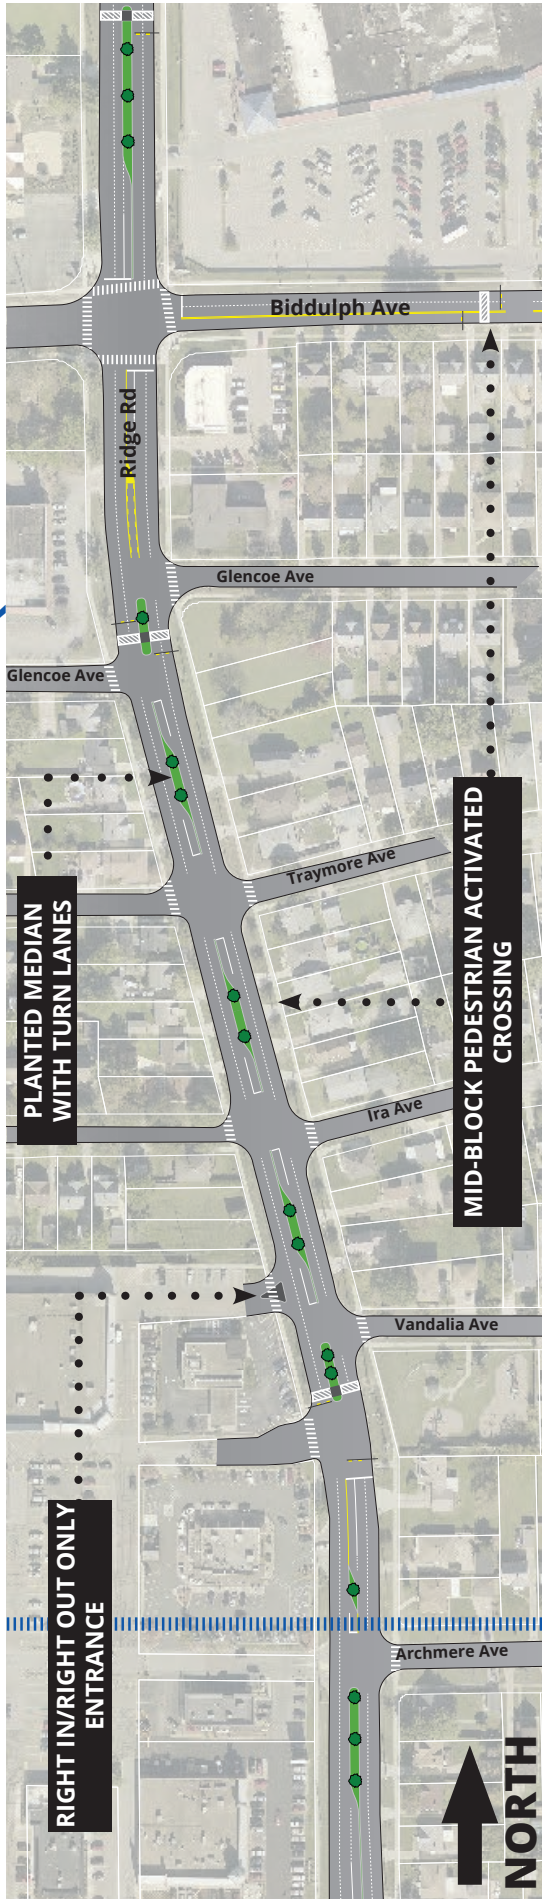 Biddulph Ave
Ridge Rd
Glencoe Ave
Glencoe Ave
PLANTED MEDIAN
WITH TURN LANES
MID-BLOCK PEDESTRIAN ACTIVATED
CROSSING
Traymore Ave
Ira Ave
Vandalia Ave
RIGHT IN/RIGHT OUT ONLY
ENTRANCE
Archmere Ave
NORTH